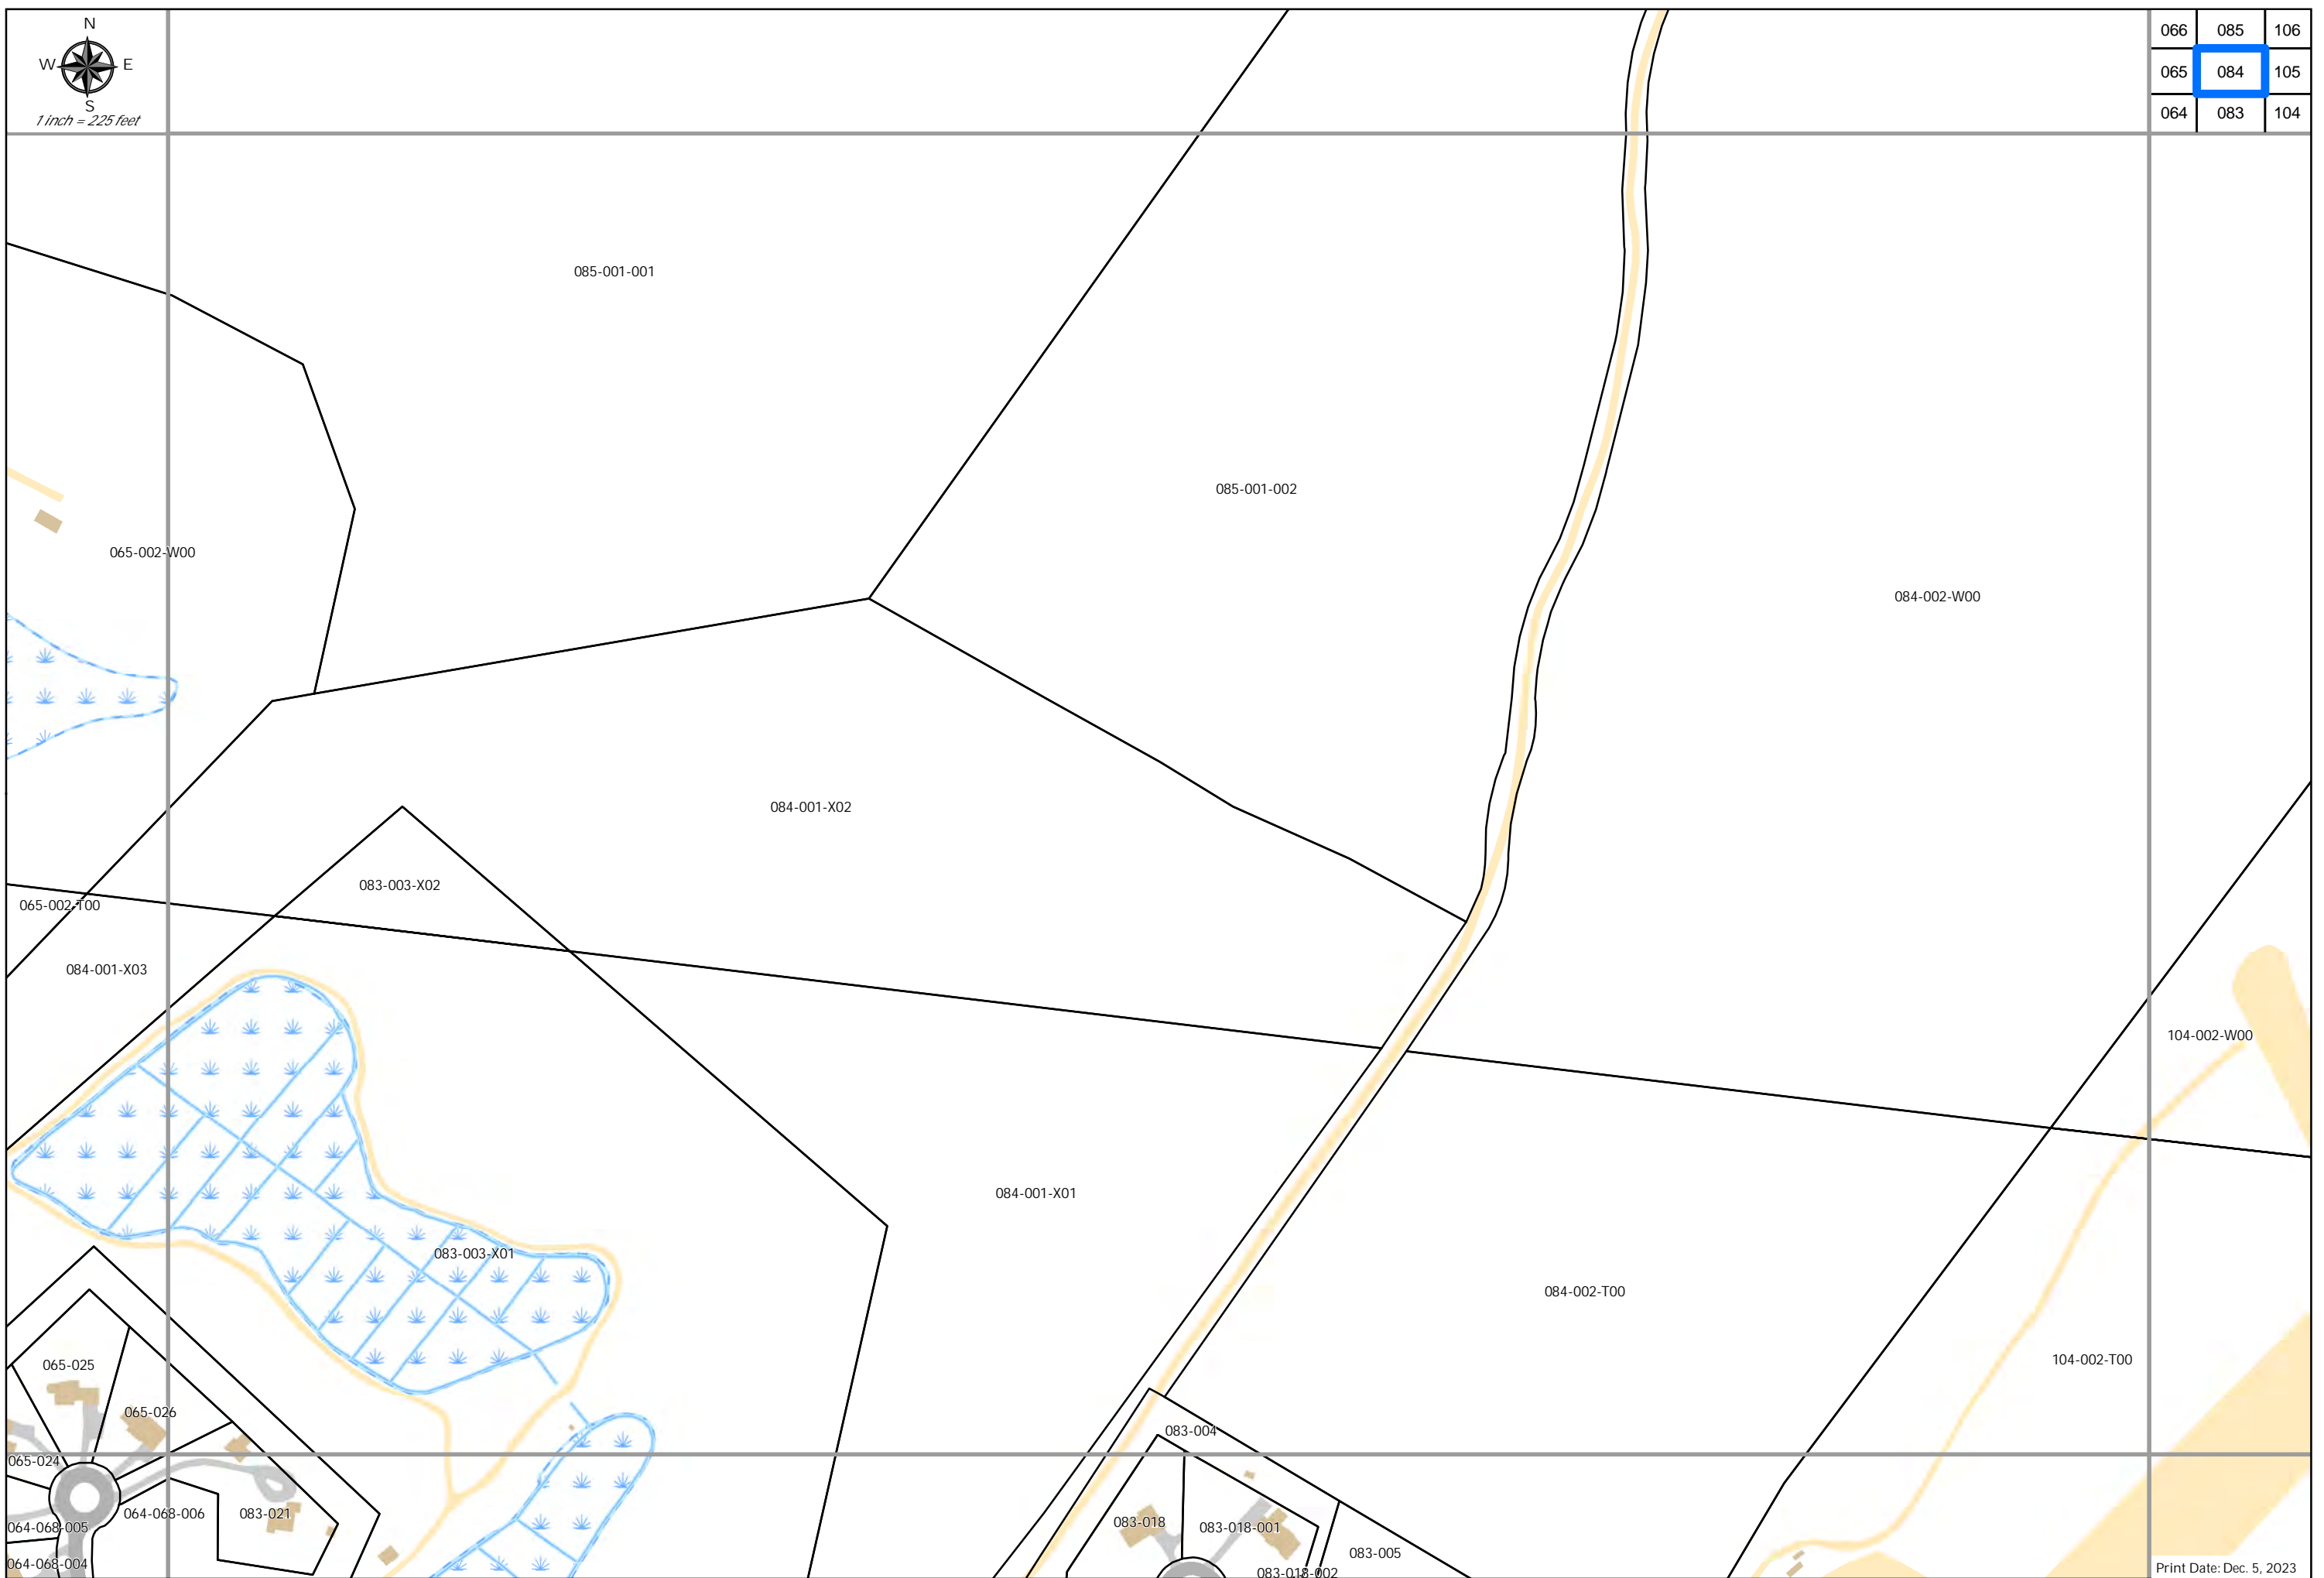 N
W E
S
1 inch = 225 feet
066 085 106
065 084 105
064 083 104
085-001-001
085-001-002
065-002-W00
084-002-W00
084-001-X02
083-003-X02
065-002-T00
084-001-X03
104-002-W00
084-001-X01
083-003-X01
084-002-T00
065-025
104-002-T00
065-026
083-004
065-024
064-068-006
083-021
083-018
083-018-001
064-068-005
083-005
064-068-004
083-018-002
Print Date: Dec. 5, 2023